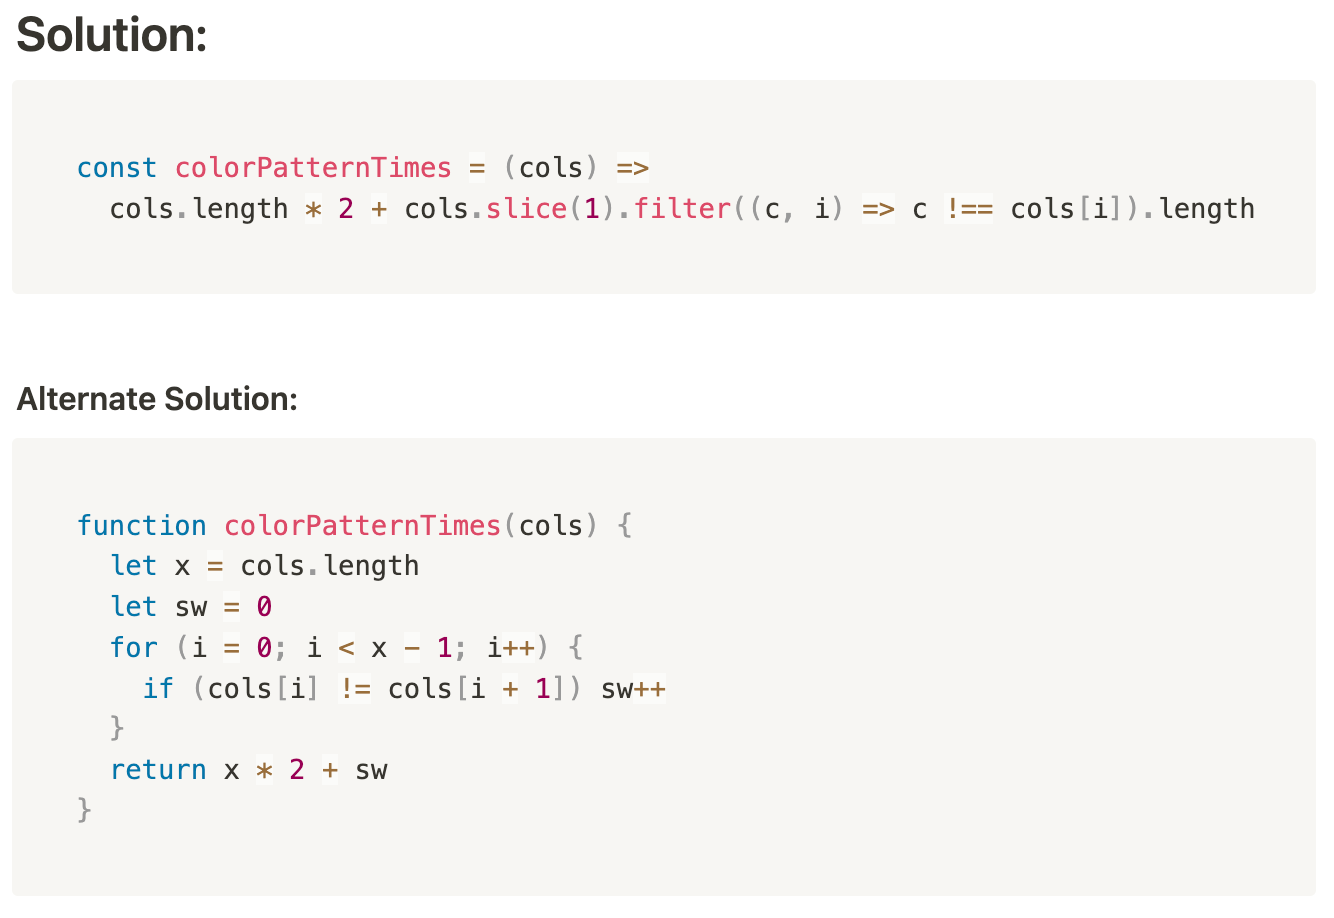 Solution:
const colorPatternTimes = (cols) =>
  cols.length * 2 + cols.slice(1).filter((c, i) => c !== cols[i]).length
Alternate Solution:
function colorPatternTimes(cols) {
  let x = cols.length
  let sw = 0
  for (i = 0; i < x - 1; i++) {
    if (cols[i] != cols[i + 1]) sw++
  }
  return x * 2 + sw
}